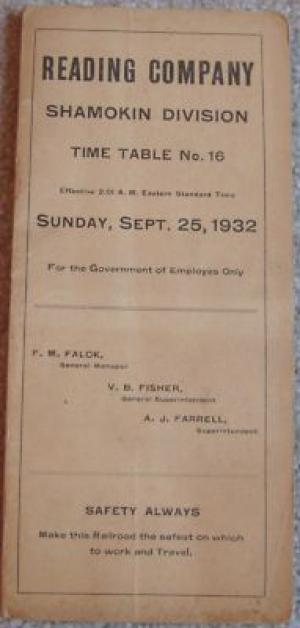 READING COMPANY
SHAMOKIN DIVISION
TIME TABLE No. 16
Effective 2:01 A. M. Eastern Standard Time
SUNDAY, SEPT. 25, 1932
For the Government of Employes Only
F. M. FALCK,
General Manager
V. B. FISHER,
General Superintendent
A. J. FARRELL,
Superintendent
SAFETY ALWAYS
Make this Railroad the safest on which
to work and Travel.